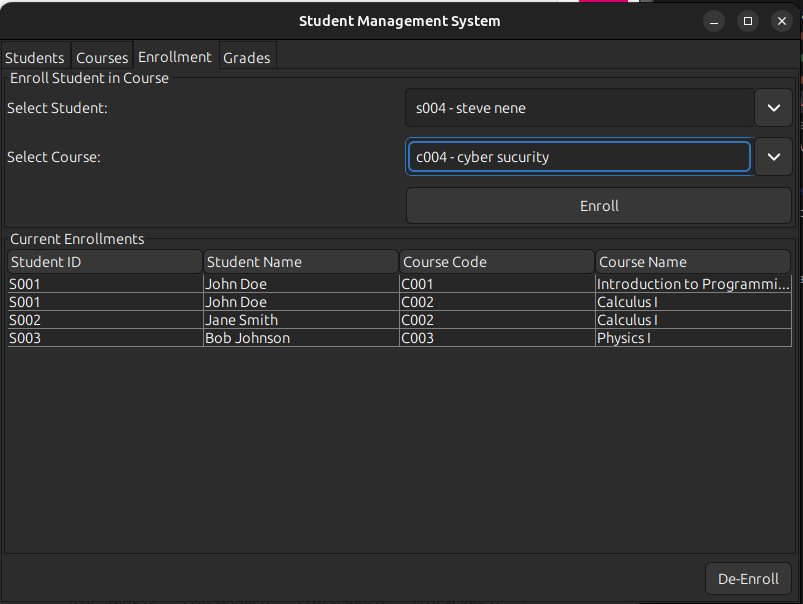 Student Management System
Students Courses Enrollment Grades
Enroll Student in Course
Select Student: s004 - steve nene
Select Course: c004 - cyber sucurity
Enroll
Current Enrollments
Student ID Student Name Course Code Course Name
S001 John Doe C001 Introduction to Programmi...
S001 John Doe C002 Calculus I
S002 Jane Smith C002 Calculus I
S003 Bob Johnson C003 Physics I
De-Enroll